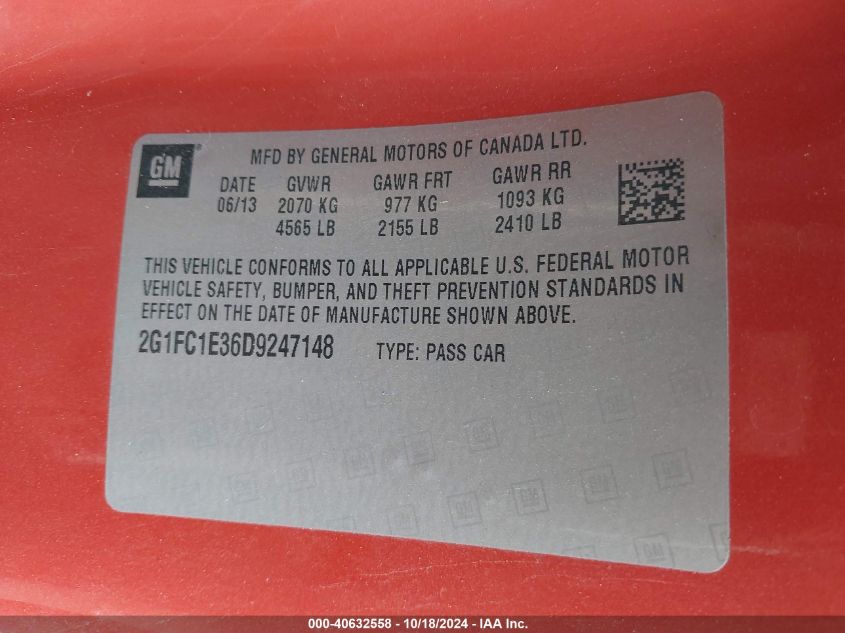 GM®
MFD BY GENERAL MOTORS OF CANADA LTD.
DATE GVWR GAWR FRT GAWR RR
06/13 2070 KG 977 KG 1093 KG
4565 LB 2155 LB 2410 LB
THIS VEHICLE CONFORMS TO ALL APPLICABLE U.S. FEDERAL MOTOR
VEHICLE SAFETY, BUMPER, AND THEFT PREVENTION STANDARDS IN
EFFECT ON THE DATE OF MANUFACTURE SHOWN ABOVE.
2G1FC1E36D9247148 TYPE: PASS CAR
000-40632558 - 10/18/2024 - IAA Inc.